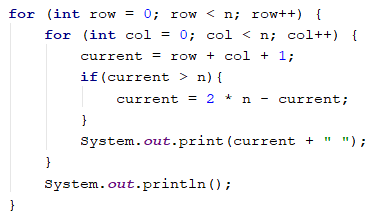 for (int row = 0; row < n; row++) {
    for (int col = 0; col < n; col++) {
        current = row + col + 1;
        if(current > n){
            current = 2 * n - current;
        }
        System.out.print(current + " ");
    }
    System.out.println();
}